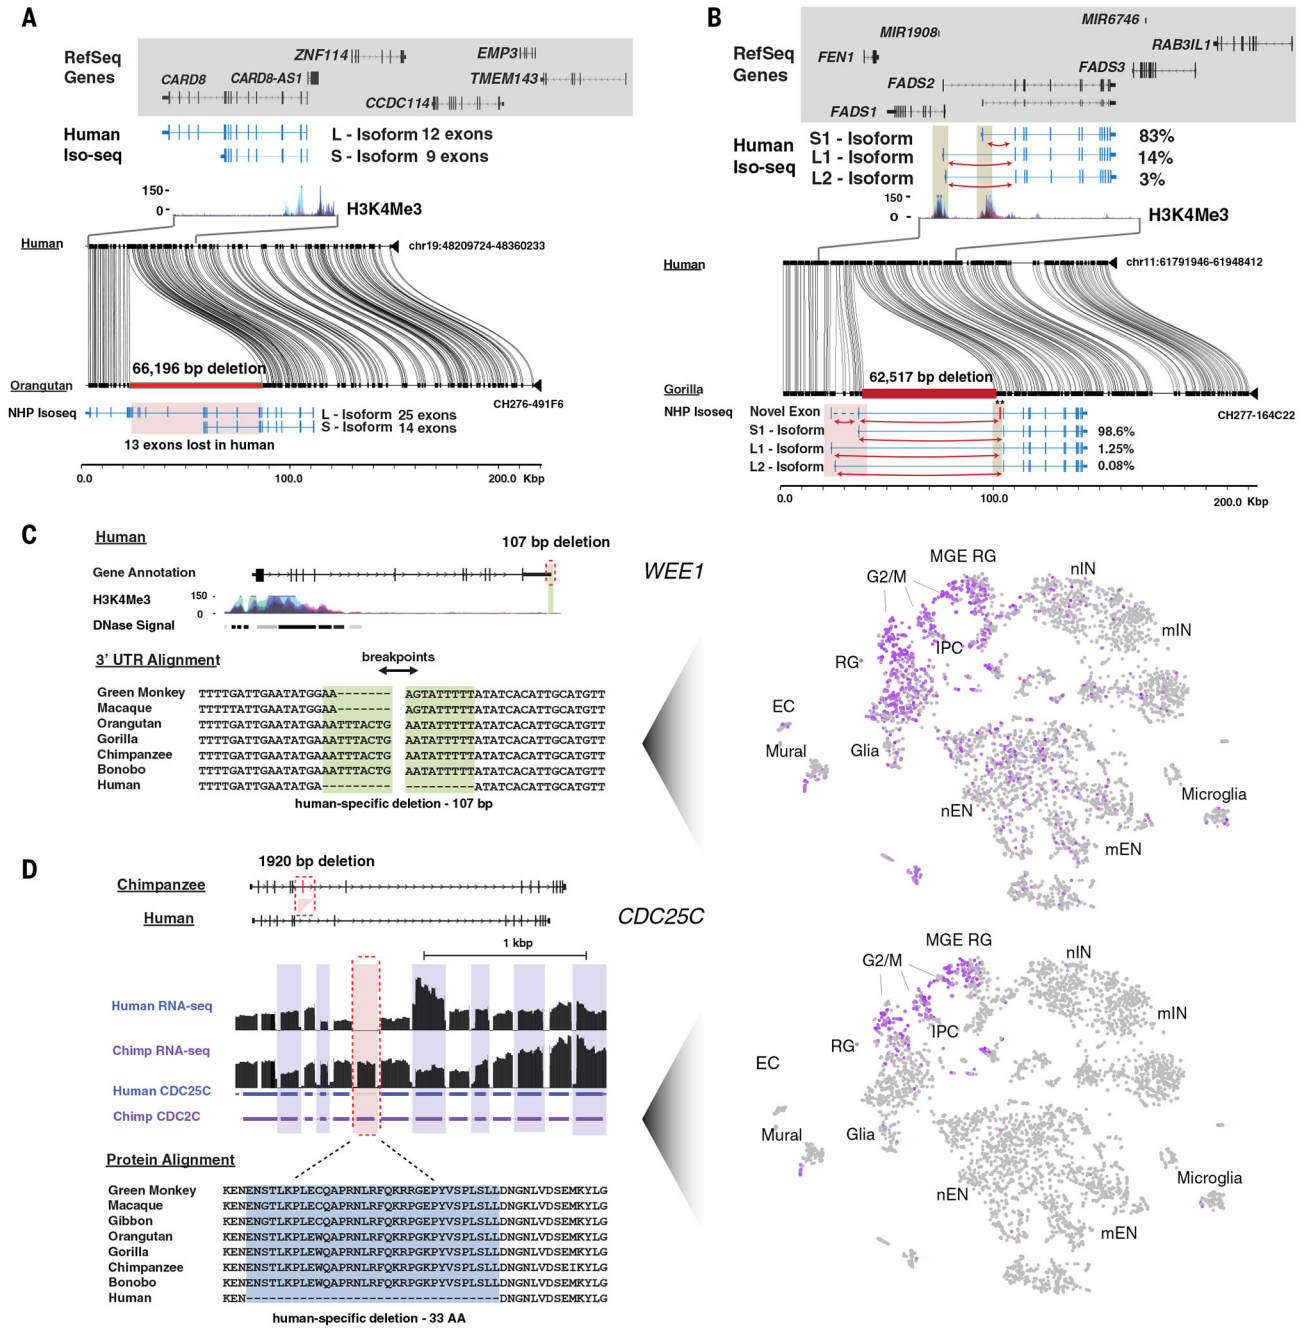 A
RefSeq
Genes
ZNF114
EMP3
CARD8
CARD8-AS1
TMEM143
CCDC114
Human
Iso-seq
L - Isoform 12 exons
S - Isoform 9 exons
150
0
H3K4Me3
Human
chr19:48209724-48360233
66,196 bp deletion
Orangutan
CH276-491F6
NHP Isoseq
L - Isoform 25 exons
S - Isoform 14 exons
13 exons lost in human
0.0
100.0
200.0 Kbp
B
RefSeq
Genes
MIR6746
MIR1908
RAB3IL1
FEN1
FADS3
FADS2
FADS1
Human
Iso-seq
S1 - Isoform
83%
L1 - Isoform
14%
L2 - Isoform
3%
150
0
H3K4Me3
Human
chr11:61791946-61948412
62,517 bp deletion
Gorilla
CH277-164C22
NHP Isoseq
Novel Exon
**
S1 - Isoform
98.6%
L1 - Isoform
1.25%
L2 - Isoform
0.08%
0.0
100.0
200.0 Kbp
C
Human
107 bp deletion
WEE1
Gene Annotation
H3K4Me3
150
0
DNase Signal
3' UTR Alignment
breakpoints
Green Monkey TTTTGATTGAATATGGAA------- AGTATTTTTATATCACATTGCATGTT
Macaque TTTTTATTGAATATGGAA------- AGTATTTTTATATCACATTGCATGTT
Orangutan TTTTGATTGAATATGGAATTTACTG AATATTTTTATATCACATTGCATGTT
Gorilla TTTTGATTGAATATGGAATTTACTG AATATTTTTATATCACATTGCATGTT
Chimpanzee TTTTGATTGAATATGGAATTTACTG AATATTTTTATATCACATTGCATGTT
Bonobo TTTTGATTGAATATGGAATTTACTG AATATTTTTATATCACATTGCATGTT
Human TTTTGATTGAATATGA--------- ---------ATATCACATTGCATGTT
human-specific deletion - 107 bp
MGE RG
G2/M
nIN
mIN
IPC
RG
EC
Mural
Glia
Microglia
nEN
mEN
D
1920 bp deletion
Chimpanzee
Human
CDC25C
1 kbp
Human RNA-seq
Chimp RNA-seq
Human CDC25C
Chimp CDC2C
Protein Alignment
Green Monkey KENENSTLKPLECQAPRNLRFQKRRGEPYVSPLSLLDNGNLVDSEMKYLG
Macaque KENENGTLKPLECQAPRNLRFQKRRGEPYVSPLSLLDNGKLVDSEMKYLG
Gibbon KENENGTLKPLECQAPRNLRFQKRPGKPYVSPLSLLDNGNLVDSEMKYLG
Orangutan KENENSTLKPLEWQAPRNLRFQKRPGKPYVSPLSLLDNGNLVDSEMKYLG
Gorilla KENENSTLKPLEWQAPRNLRFQKRPGKPYVSPLSLLDNGNLVDSEMKYLG
Chimpanzee KENENSTLKPLEWQAPRNLRFQKRPGKPYVSPLSLLDNGNLVDSEIKYLG
Bonobo KENENSTLKPLEWQAPRNLRFQKRPGKPYVSPLSLLDNGNLVDSEMKYLG
Human KEN---------------------------------DNGNLVDSEMKYLG
human-specific deletion - 33 AA
MGE RG
G2/M
nIN
mIN
IPC
RG
EC
Mural
Glia
Microglia
nEN
mEN